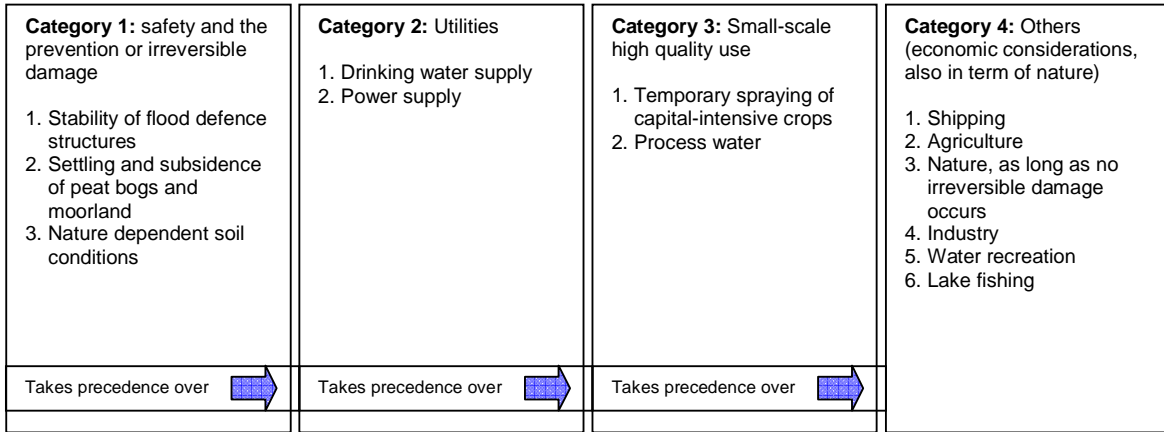 Category 1: safety and the
prevention or irreversible
damage
1. Stability of flood defence
structures
2. Settling and subsidence
of peat bogs and
moorland
3. Nature dependent soil
conditions
Takes precedence over
Category 2: Utilities
1. Drinking water supply
2. Power supply
Takes precedence over
Category 3: Small-scale
high quality use
1. Temporary spraying of
capital-intensive crops
2. Process water
Takes precedence over
Category 4: Others
(economic considerations,
also in term of nature)
1. Shipping
2. Agriculture
3. Nature, as long as no
irreversible damage
occurs
4. Industry
5. Water recreation
6. Lake fishing